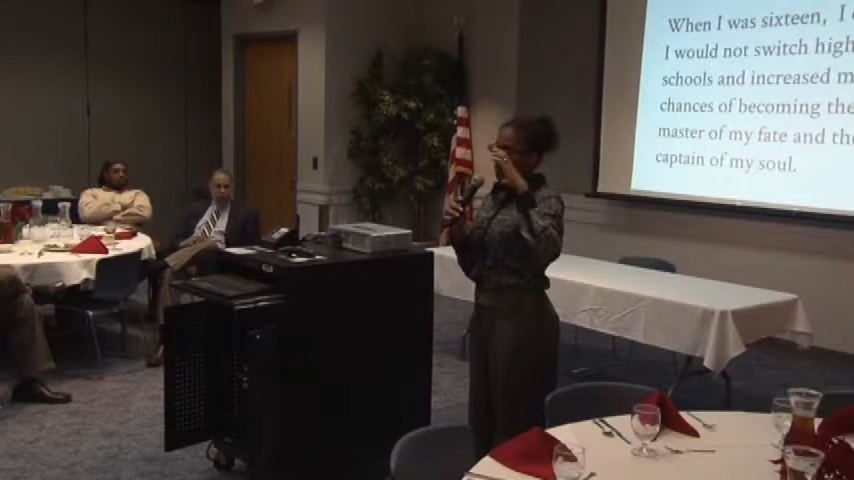 When I was sixteen, I
I would not switch high
schools and increased m
chances of becoming the
master of my fate and the
captain of my soul.